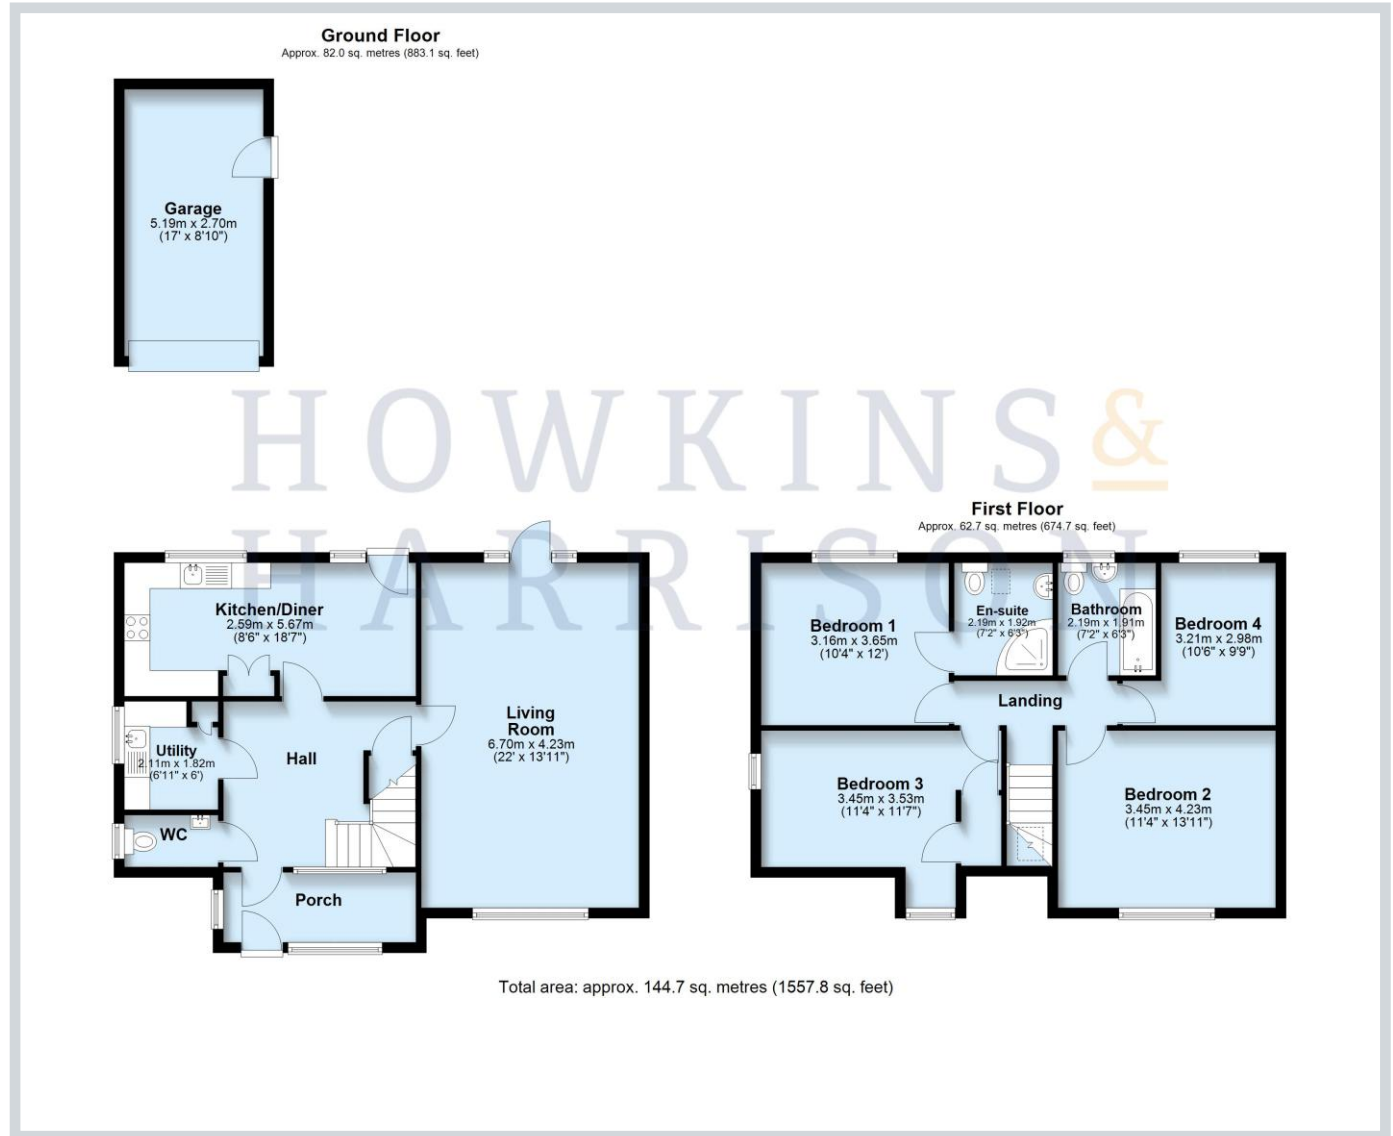 Ground Floor
Approx. 82.0 sq. metres (883.1 sq. feet)
Garage
5.19m x 2.70m
(17' x 8'10")
HOWKINS &
HARRISON
First Floor
Approx. 62.7 sq. metres (674.7 sq. feet)
Kitchen/Diner
2.59m x 5.67m
(8'6" x 18'7")
Living
Room
6.70m x 4.23m
(22' x 13'11")
Hall
Utility
2.11m x 1.82m
(6'11" x 6')
WC
Porch
Bedroom 1
3.16m x 3.65m
(10'4" x 12')
En-suite
2.19m x 1.92m
(7'2" x 6'3")
Bathroom
2.19m x 1.91m
(7'2" x 6'3")
Bedroom 4
3.21m x 2.98m
(10'6" x 9'9")
Landing
Bedroom 3
3.45m x 3.53m
(11'4" x 11'7")
Bedroom 2
3.45m x 4.23m
(11'4" x 13'11")
Total area: approx. 144.7 sq. metres (1557.8 sq. feet)